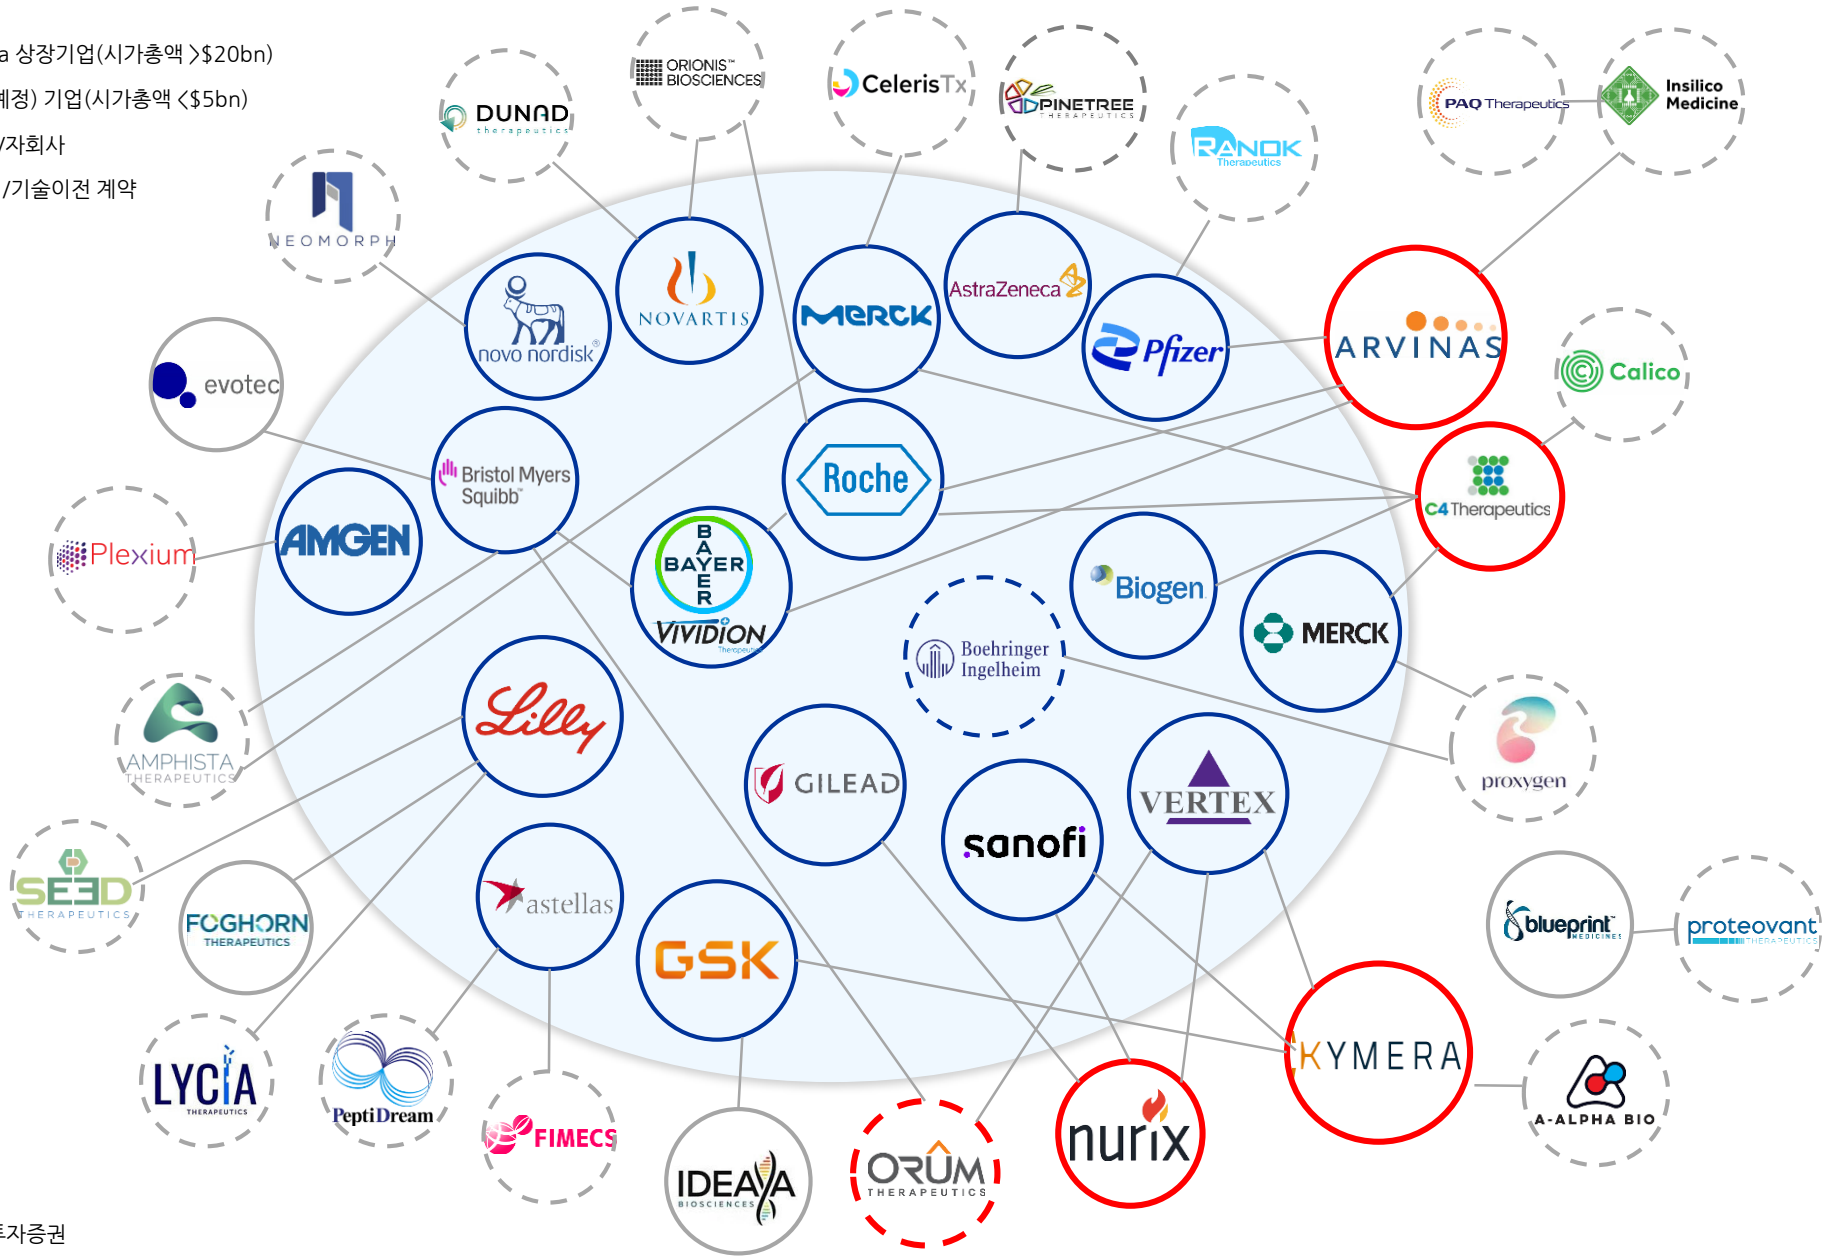 a 상장기업(시가총액 >$20bn)
예정) 기업(시가총액 <$5bn)
/자회사
/기술이전 계약
ORIONIS™
BIOSCIENCES
CelerisTx
PINETREE
THERAPEUTICS
DUNAD
therapeutics
RANOK
Therapeutics
PAQ Therapeutics
Insilico
Medicine
NEOMORPH
novo nordisk®
NOVARTIS
MERCK
AstraZeneca
Pfizer
ARVINAS
Calico
evotec
Bristol Myers
Squibb™
Roche
C4 Therapeutics
Plexium
AMGEN
BAYER
BAYER
VIVIDION
Therapeutics
Biogen
Boehringer
Ingelheim
MERCK
AMPHISTA
THERAPEUTICS
Lilly
GILEAD
sanofi
VERTEX
proxygen
SEED
THERAPEUTICS
FOGHORN
THERAPEUTICS
astellas
GSK
blueprint™
MEDICINES
proteovant
THERAPEUTICS
LYCIA
THERAPEUTICS
PeptiDream
FIMECS
IDEAYA
BIOSCIENCES
ORUM
THERAPEUTICS
nurix
KYMERA
A-ALPHA BIO
투자증권